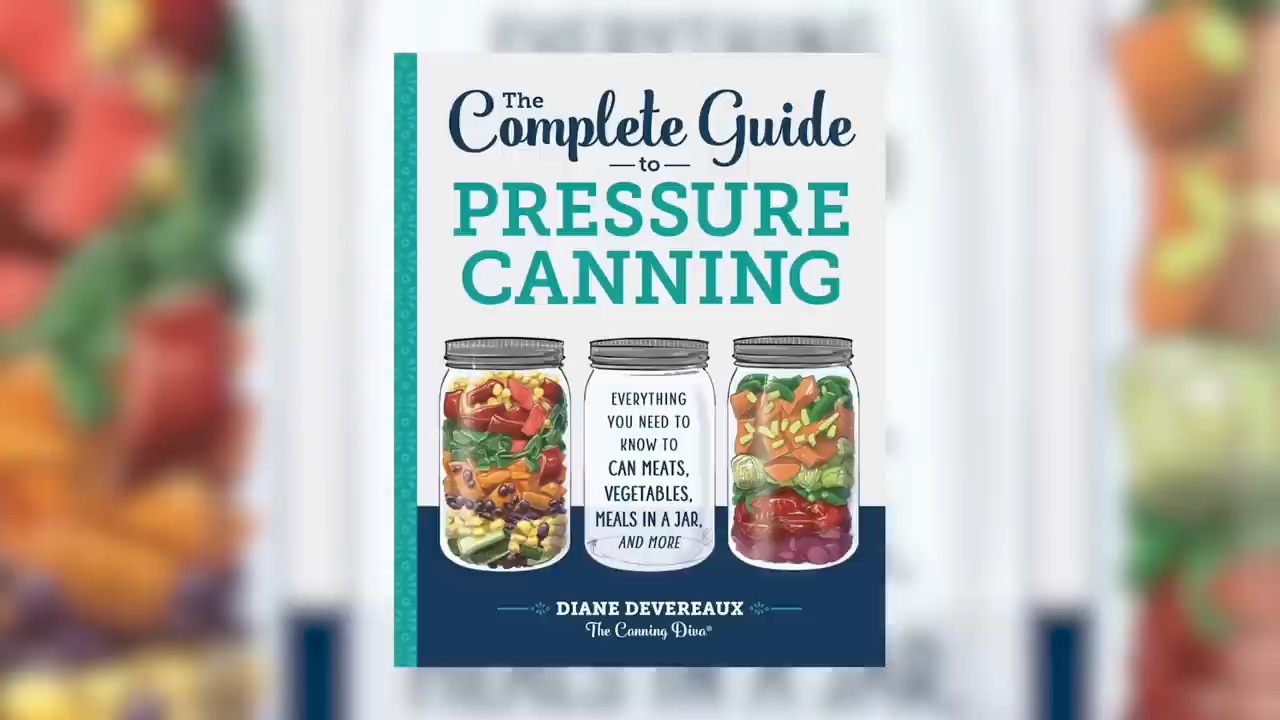 The
Complete Guide
to
PRESSURE
CANNING
EVERYTHING
YOU NEED TO
KNOW TO
CAN MEATS,
VEGETABLES,
MEALS IN A JAR,
AND MORE
DIANE DEVEREAUX
The Canning Diva®